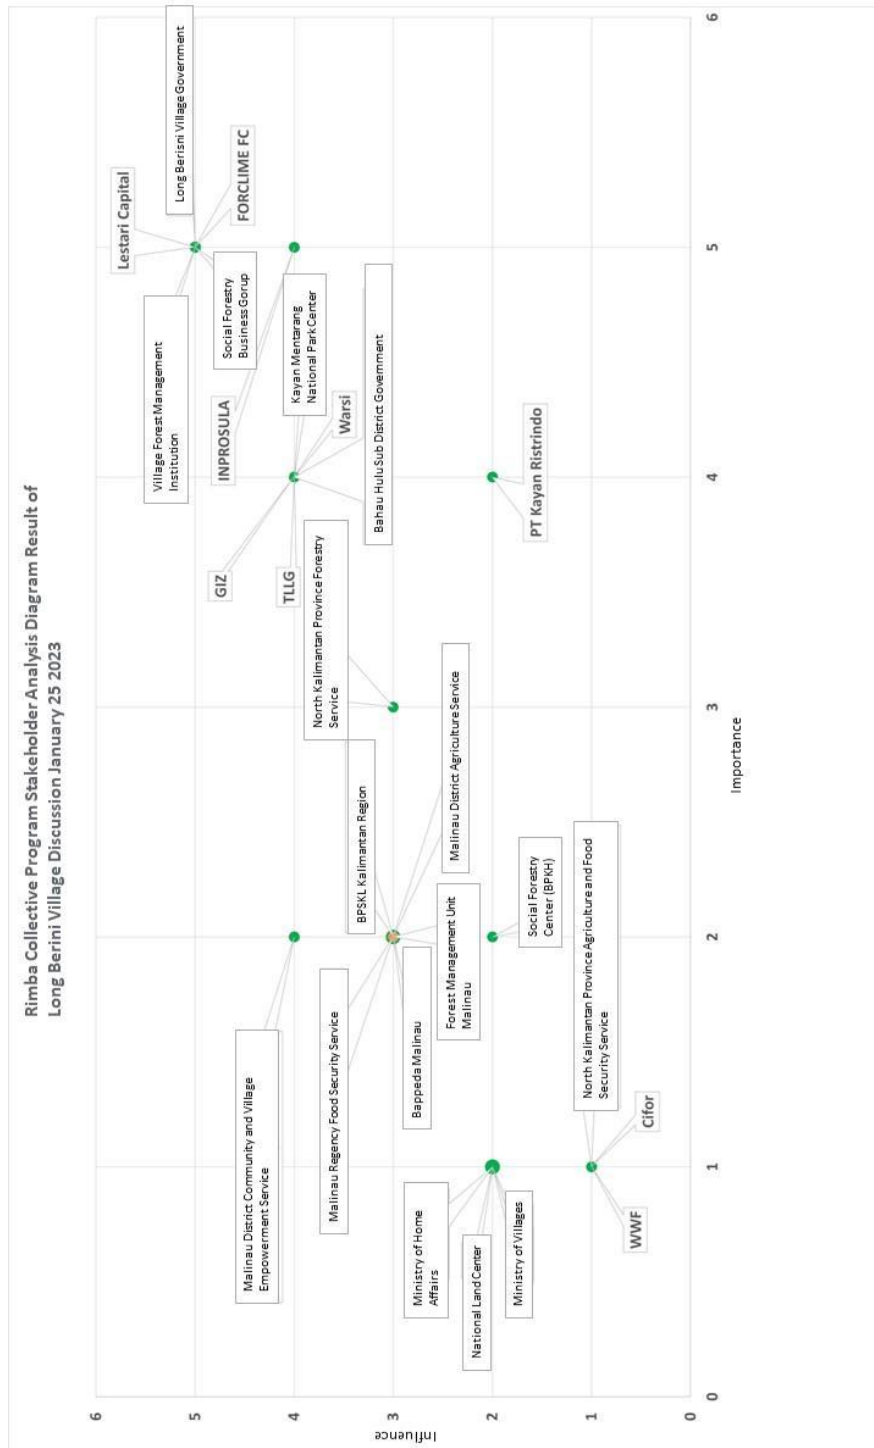 Rimba Collective Program Stakeholder Analysis Diagram Result of
Long Berini Village Discussion January 25 2023
6
5
4
3
2
1
0
Influence
Lestari Capital
Long Berisni Village Government
FORCLIME FC
Village Forest Management
Institution
Social Forestry
Business Gorup
INPROSULA
Kayan Mentarang
National Park Center
Warsi
Bahau Hulu Sub District Government
GIZ
TLLG
PT Kayan Ristrindo
North Kalimantan Province Forestry
Service
BPSKL Kalimantan Region
Malinau District Agriculture Service
Malinau District Community and Village
Empowerment Service
Malinau Regency Food Security Service
Bappeda Malinau
Forest Management Unit
Malinau
Social Forestry
Center (BPKH)
Ministry of Home
Affairs
National Land Center
Ministry of Villages
North Kalimantan Province Agriculture and Food
Security Service
Cifor
WWF
0
1
2
3
4
5
6
Importance